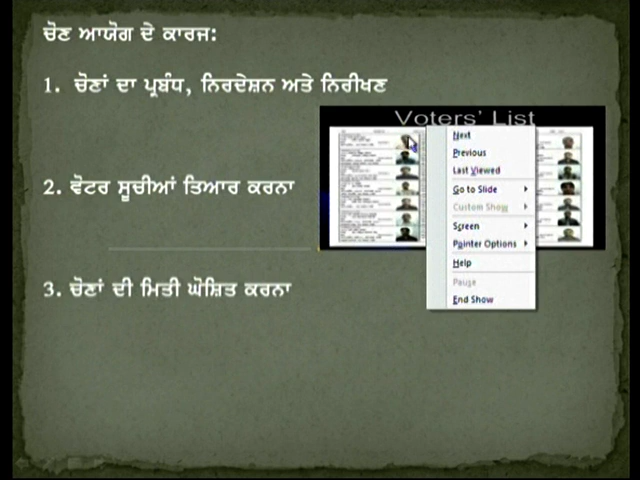 ਚੋਣ ਆਯੋਗ ਦੇ ਕਾਰਜ:
1. ਚੋਣਾਂ ਦਾ ਪ੍ਰਬੰਧ, ਨਿਰਦੇਸ਼ਨ ਅਤੇ ਨਿਰੀਖਣ
Voters' List
2. ਵੋਟਰ ਸੂਚੀਆਂ ਤਿਆਰ ਕਰਨਾ
3. ਚੋਣਾਂ ਦੀ ਮਿਤੀ ਘੋਸ਼ਿਤ ਕਰਨਾ
Next
Previous
Last Viewed
Go to Slide
Custom Show
Screen
Pointer Options
Help
Pause
End Show